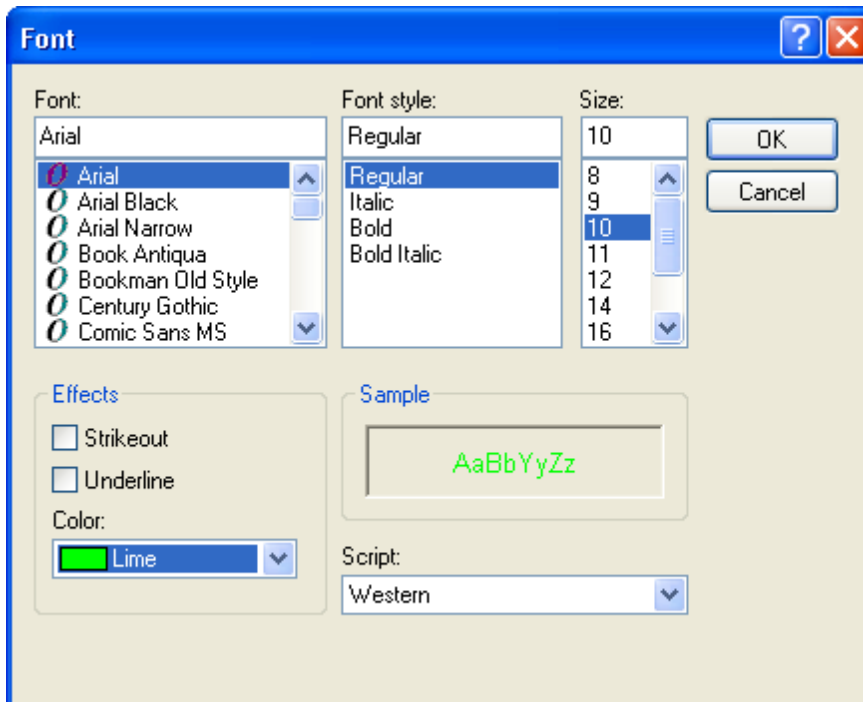 Font
Font:
Arial
Arial
Arial Black
Arial Narrow
Book Antiqua
Bookman Old Style
Century Gothic
Comic Sans MS
Font style:
Regular
Regular
Italic
Bold
Bold Italic
Size:
10
8
9
10
11
12
14
16
OK
Cancel
Effects
Strikeout
Underline
Color:
Lime
Sample
AaBbYyZz
Script:
Western